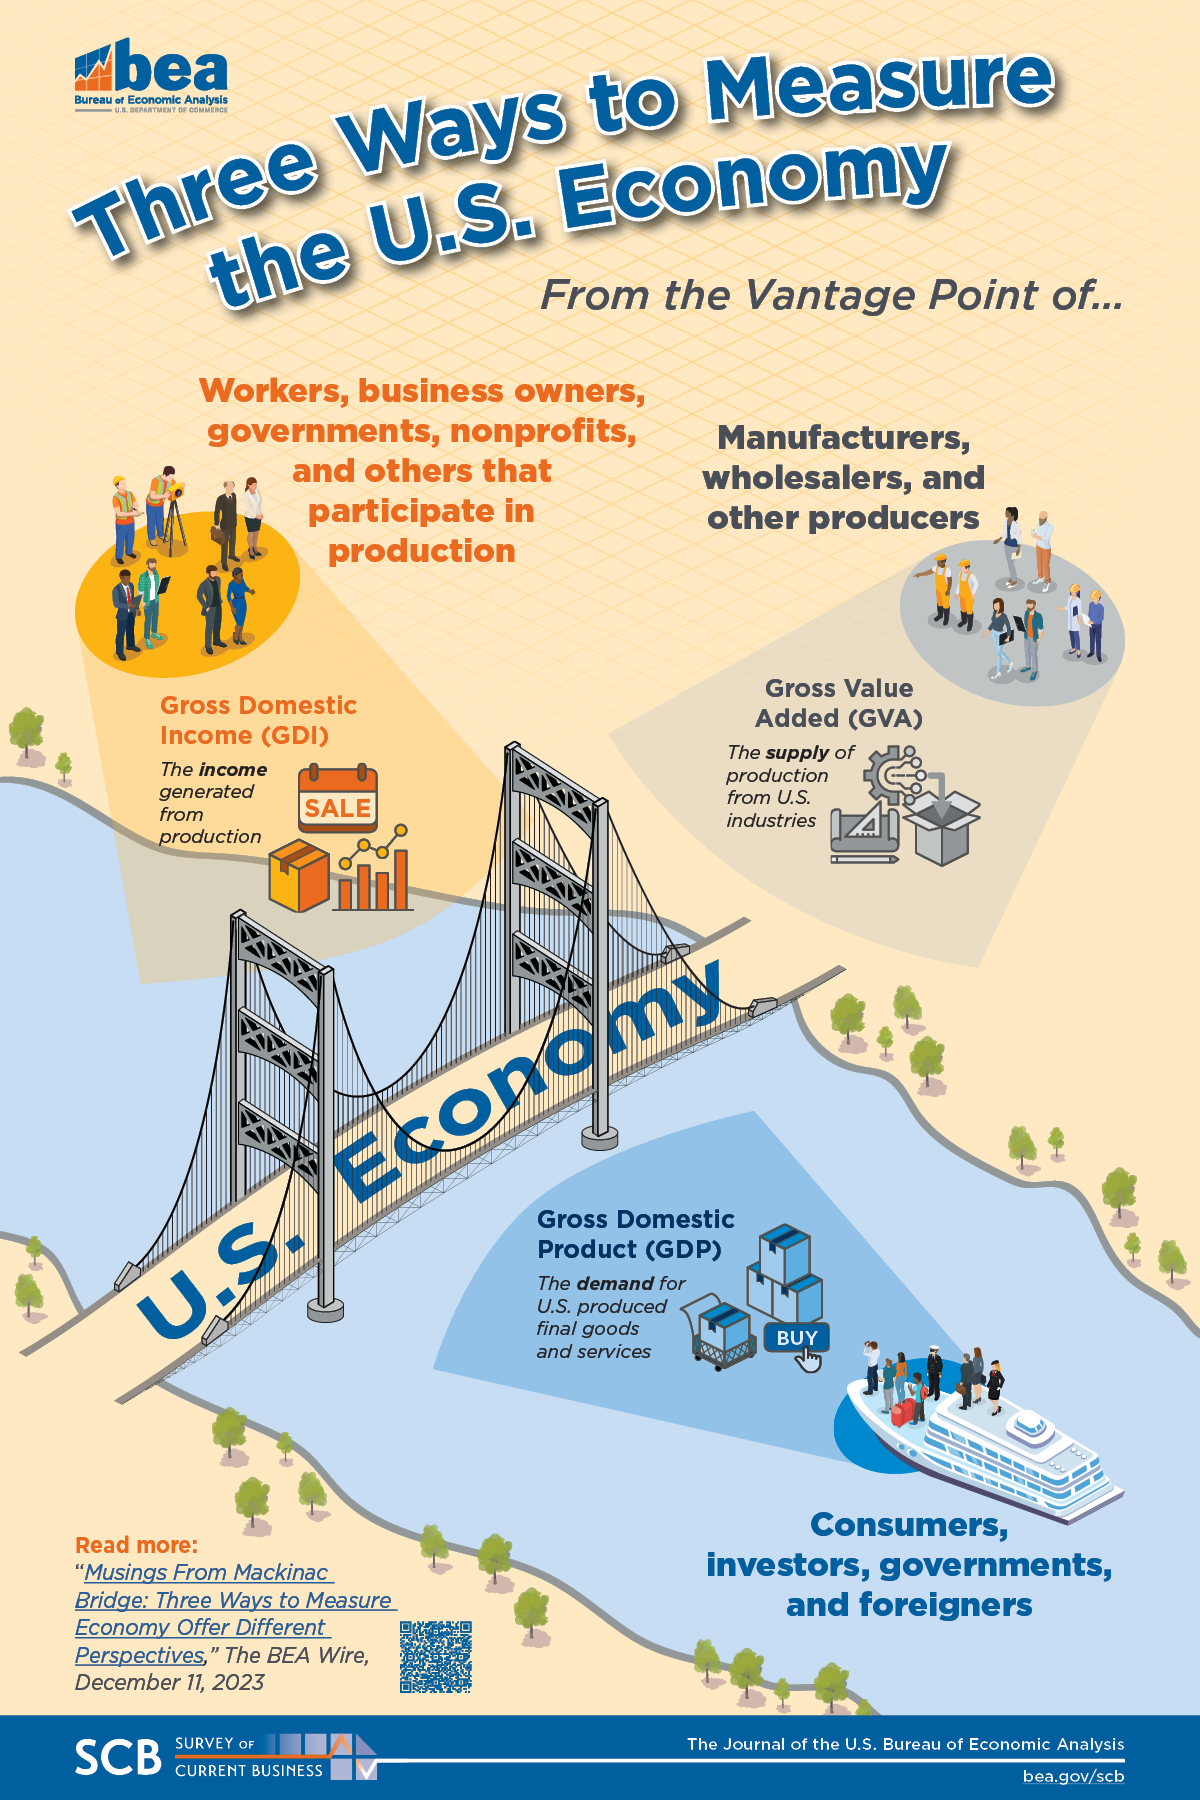 bea
Bureau of Economic Analysis
U.S. DEPARTMENT OF COMMERCE
Three Ways to Measure
the U.S. Economy
From the Vantage Point of...
Workers, business owners,
governments, nonprofits,
and others that
participate in
production
Manufacturers,
wholesalers, and
other producers
Gross Domestic
Income (GDI)
The income
generated
from
production
SALE
Gross Value
Added (GVA)
The supply of
production
from U.S.
industries
U.S. Economy
Gross Domestic
Product (GDP)
The demand for
U.S. produced
final goods
and services
BUY
Consumers,
investors, governments,
and foreigners
Read more:
“Musings From Mackinac
Bridge: Three Ways to Measure
Economy Offer Different
Perspectives,” The BEA Wire,
December 11, 2023
SCB
SURVEY OF
CURRENT BUSINESS
The Journal of the U.S. Bureau of Economic Analysis
bea.gov/scb